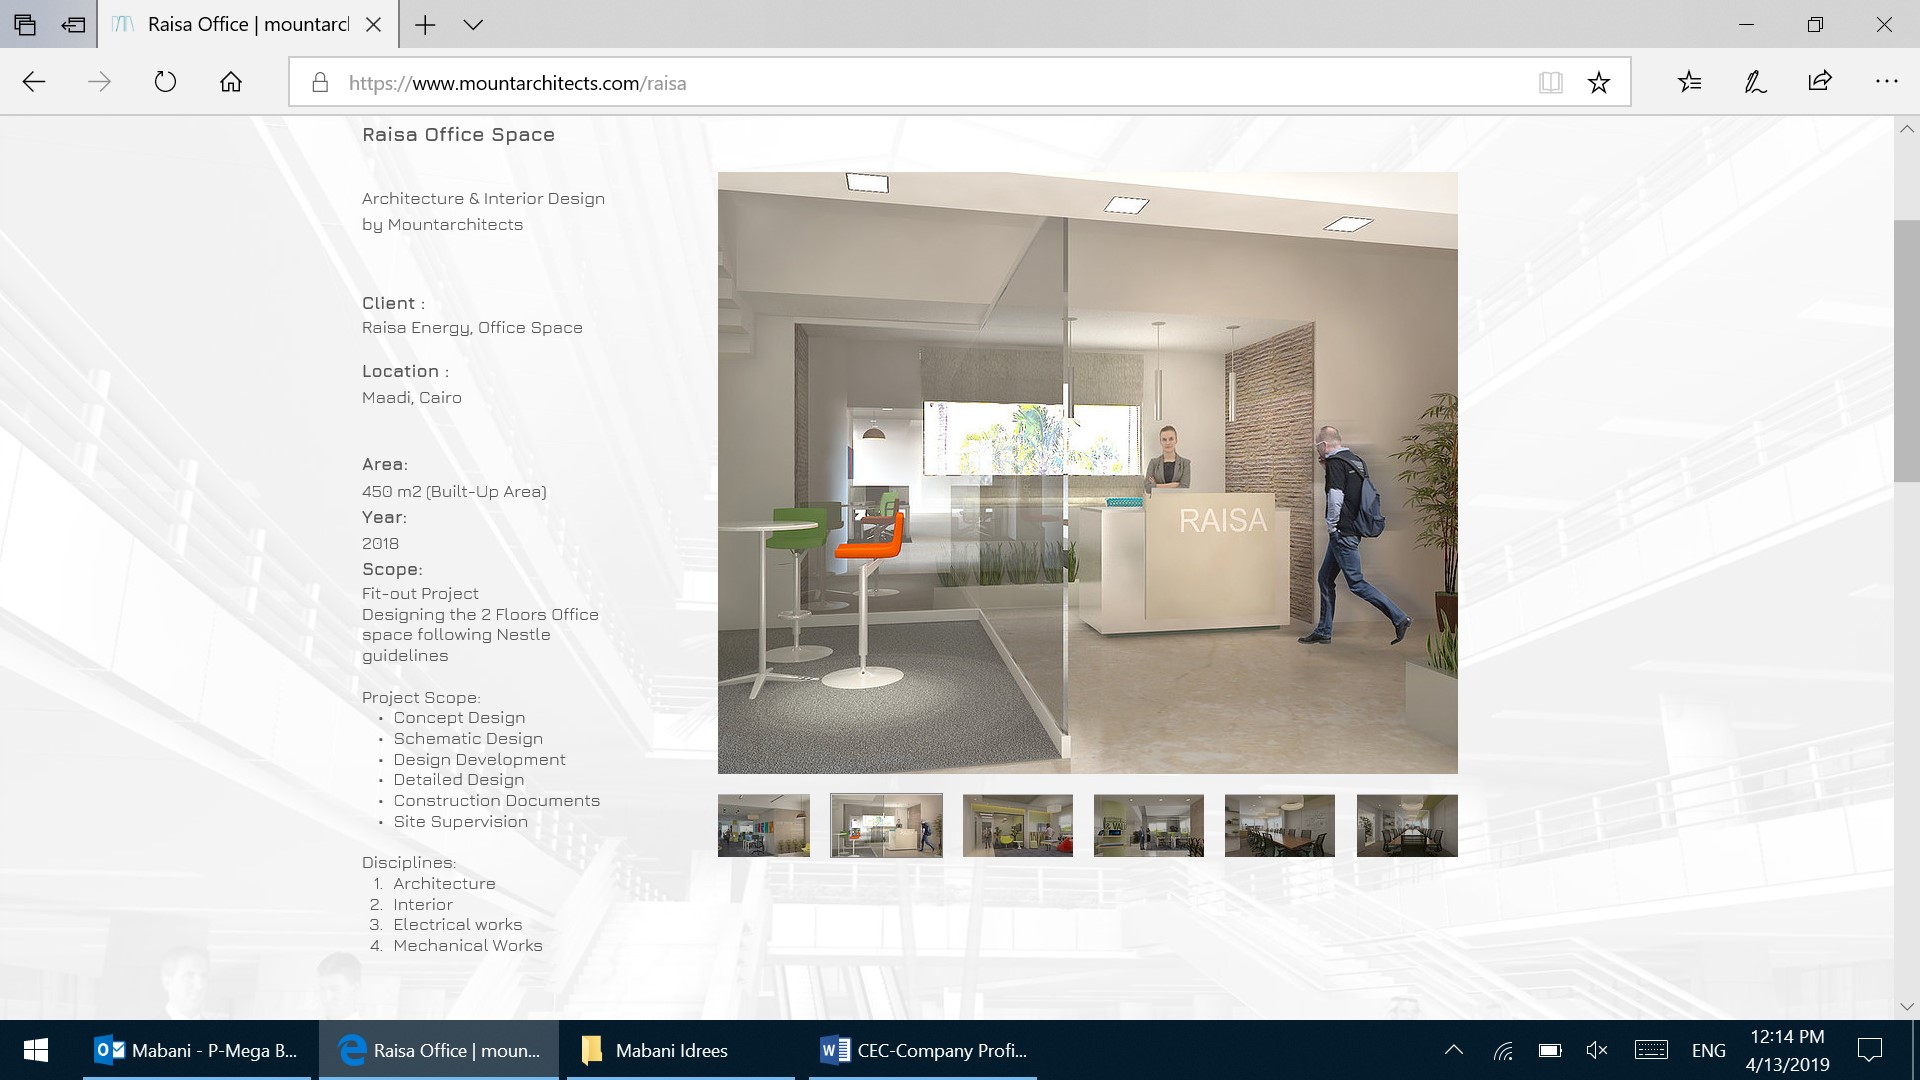 Raisa Office | mountarcl
https://www.mountarchitects.com/raisa
Raisa Office Space
Architecture & Interior Design
by Mountarchitects
Client :
Raisa Energy, Office Space
Location :
Maadi, Cairo
Area:
450 m2 (Built-Up Area)
Year:
2018
Scope:
Fit-out Project
Designing the 2 Floors Office
space following Nestle
guidelines
Project Scope:
• Concept Design
• Schematic Design
• Design Development
• Detailed Design
• Construction Documents
• Site Supervision
Disciplines:
1. Architecture
2. Interior
3. Electrical works
4. Mechanical Works
RAISA
Mabani - P-Mega B...
Raisa Office | moun...
Mabani Idrees
CEC-Company Profi...
ENG
12:14 PM
4/13/2019